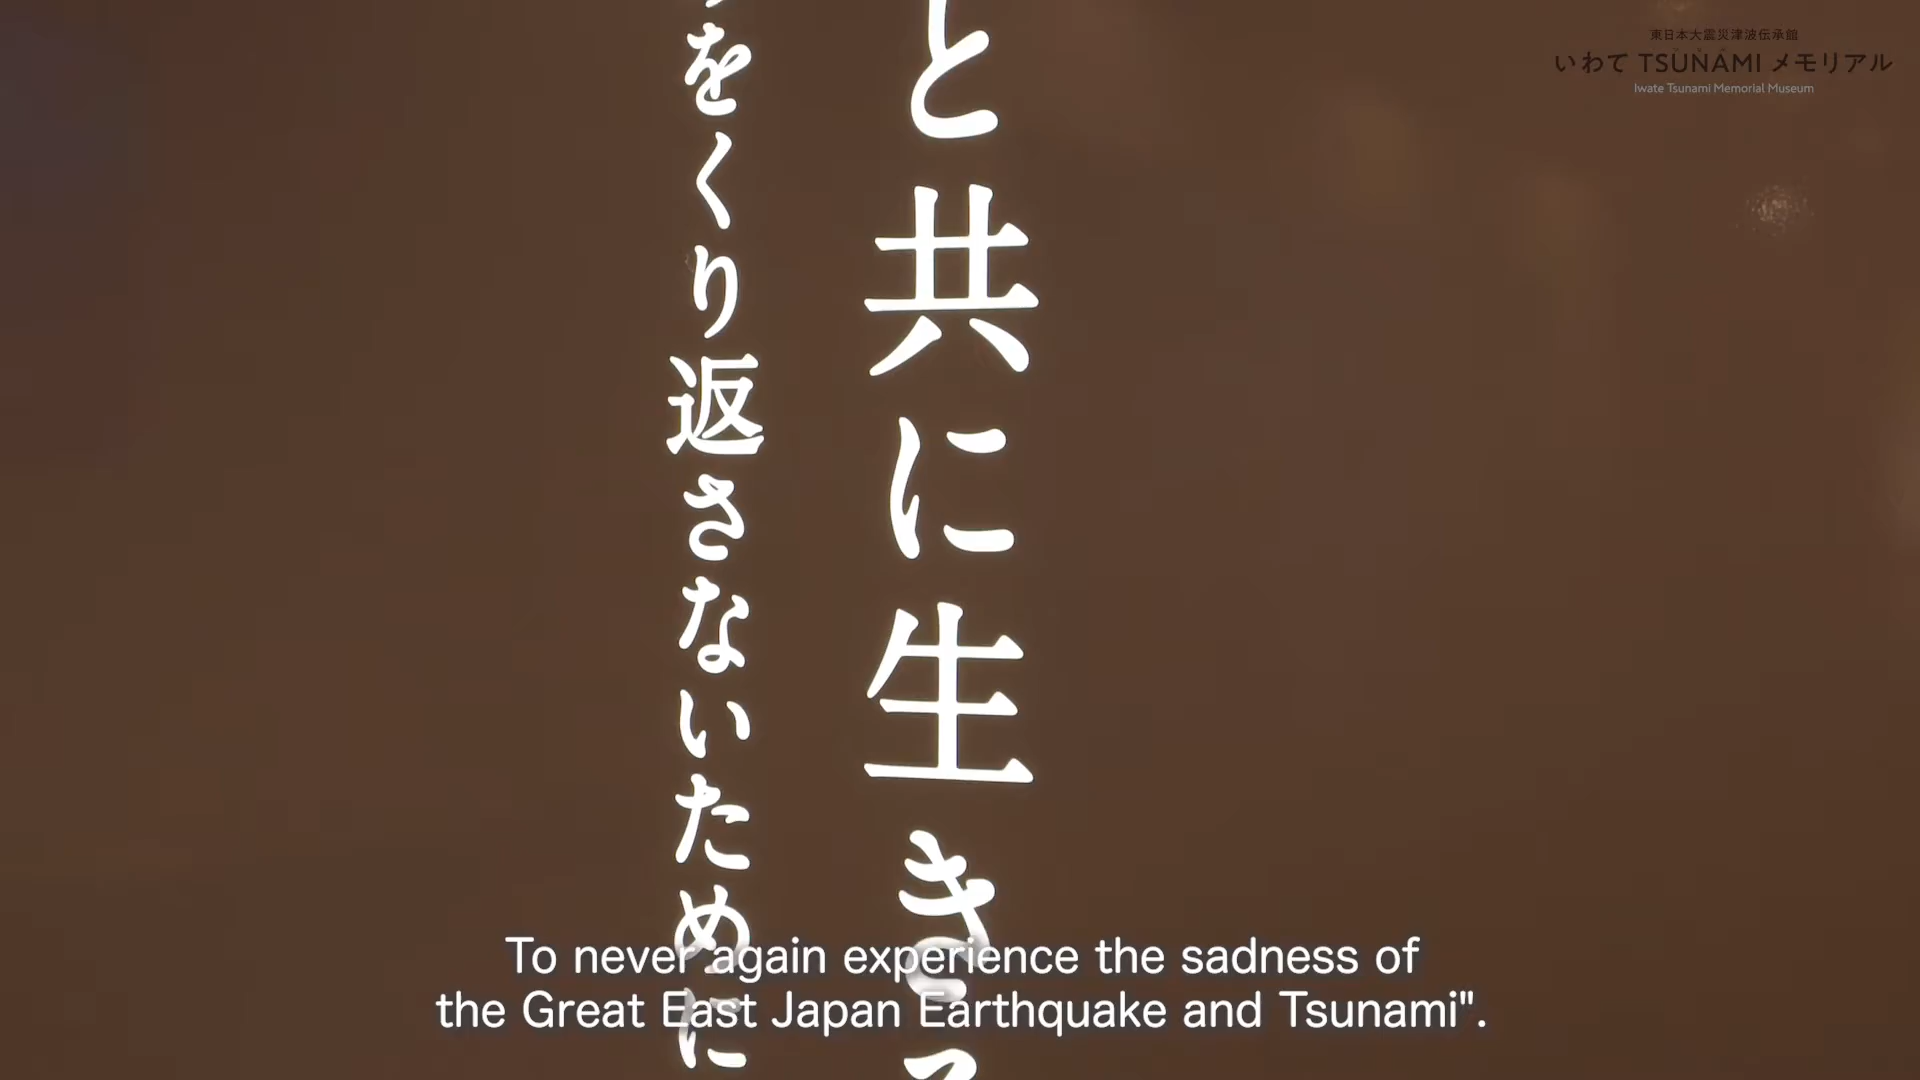 と共に生き
をくり返さないために
東日本大震災津波伝承館
いわて TSUNAMI メモリアル
Iwate Tsunami Memorial Museum
To never again experience the sadness of
the Great East Japan Earthquake and Tsunami".